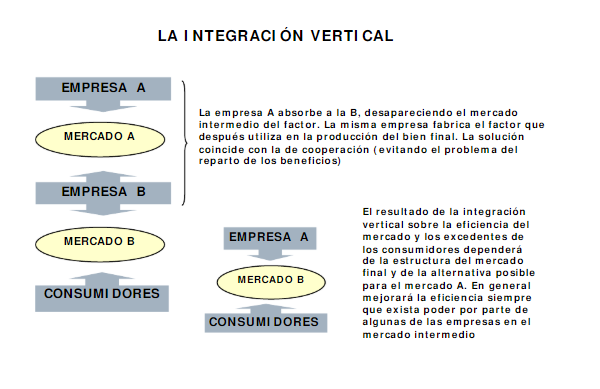 LA INTEGRACIÓN VERTICAL
EMPRESA A
MERCADO A
EMPRESA B
MERCADO B
CONSUMIDORES
La empresa A absorbe a la B, desapareciendo el mercado
intermedio del factor. La misma empresa fabrica el factor que
después utiliza en la producción del bien final. La solución
coincide con la de cooperación (evitando el problema del
reparto de los beneficios)
EMPRESA A
MERCADO B
CONSUMIDORES
El resultado de la integración
vertical sobre la eficiencia del
mercado y los excedentes de
los consumidores dependerá
de la estructura del mercado
final y de la alternativa posible
para el mercado A. En general
mejorará la eficiencia siempre
que exista poder por parte de
algunas de las empresas en el
mercado intermedio